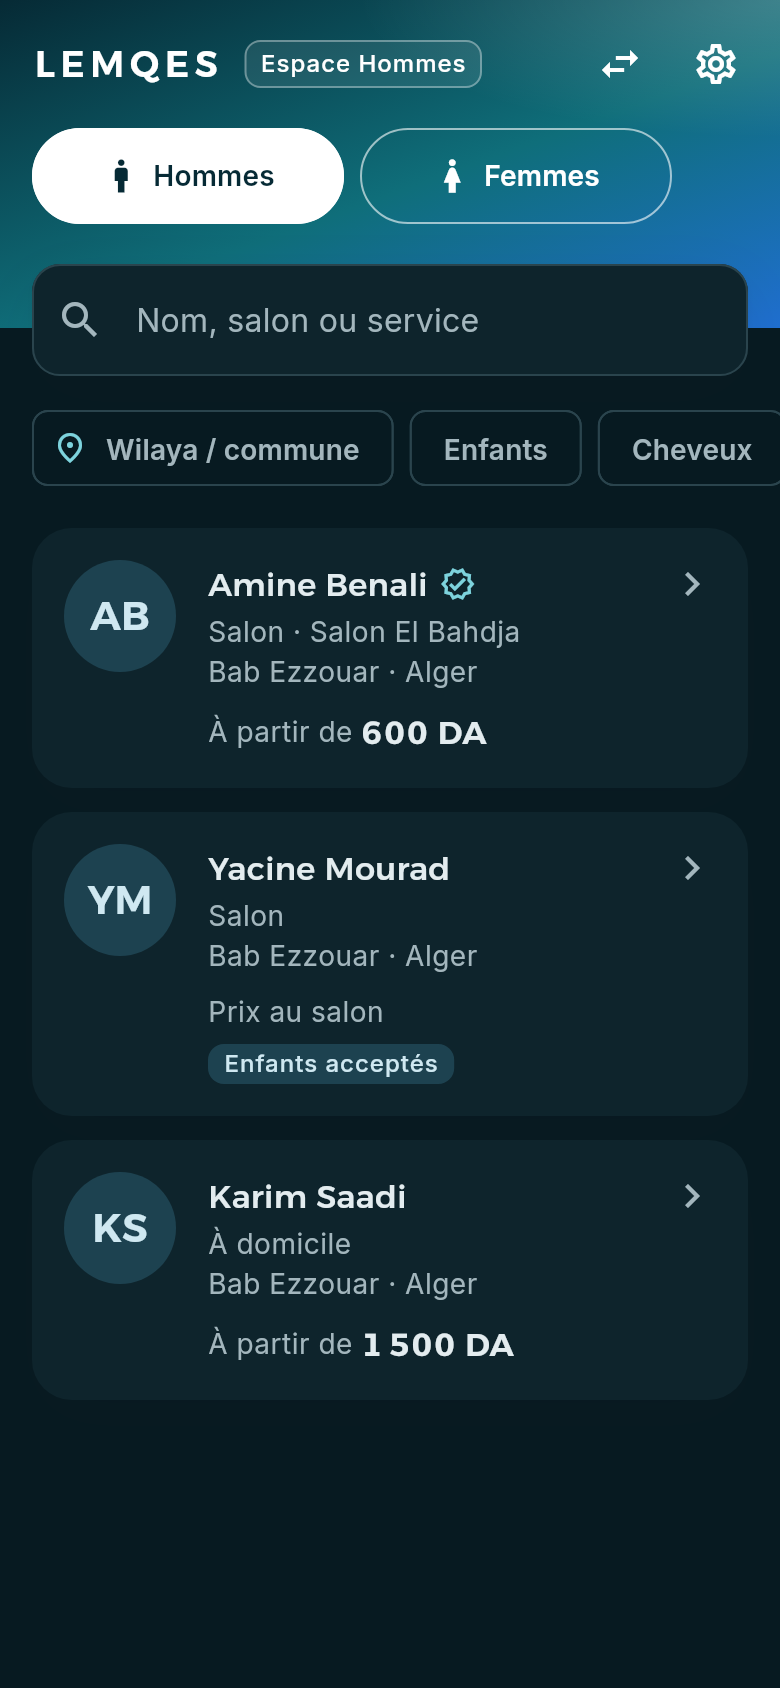 LEMQES
Espace Hommes
Hommes
Femmes
Nom, salon ou service
Wilaya / commune
Enfants
Cheveux
AB
Amine Benali
Salon · Salon El Bahdja
Bab Ezzouar · Alger
À partir de 600 DA
YM
Yacine Mourad
Salon
Bab Ezzouar · Alger
Prix au salon
Enfants acceptés
KS
Karim Saadi
À domicile
Bab Ezzouar · Alger
À partir de 1 500 DA